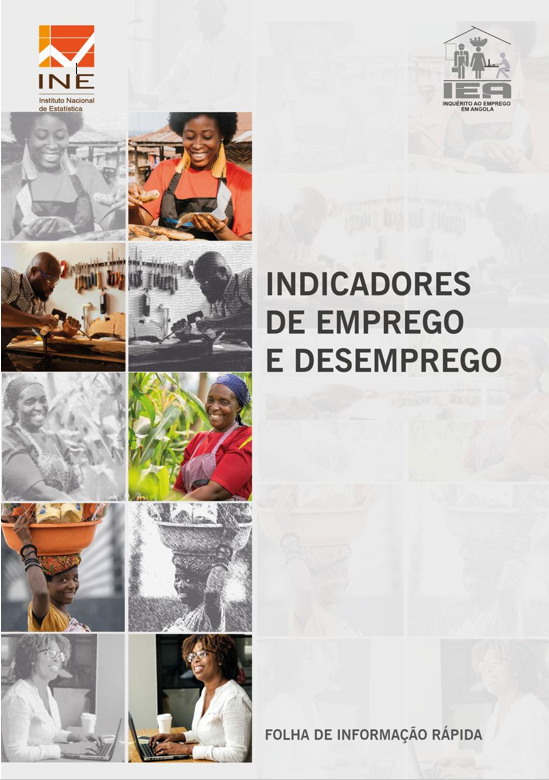 INE
Instituto Nacional
de Estatística
IEA
INQUÉRITO AO EMPREGO
EM ANGOLA
INDICADORES
DE EMPREGO
E DESEMPREGO
FOLHA DE INFORMAÇÃO RÁPIDA